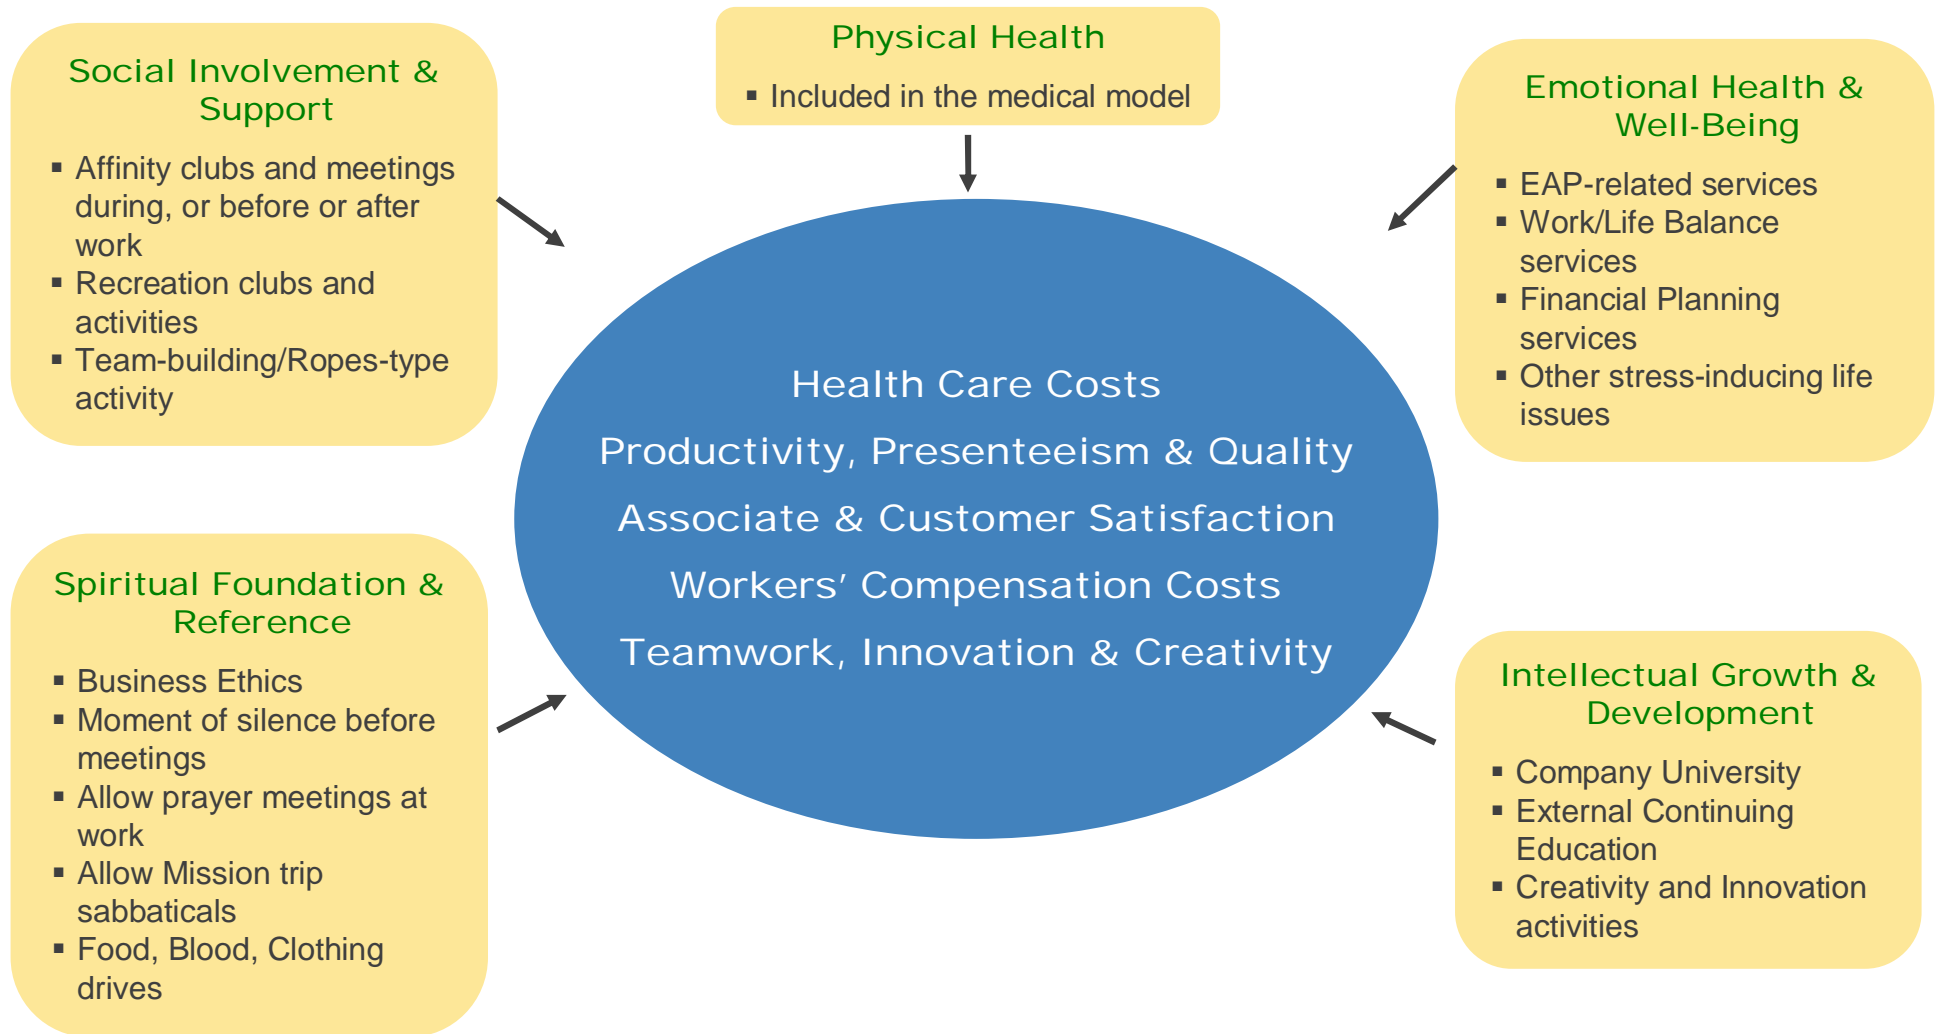 Social Involvement &
Support
▪ Affinity clubs and meetings
during, or before or after
work
▪ Recreation clubs and
activities
▪ Team-building/Ropes-type
activity
Physical Health
▪ Included in the medical model
Emotional Health &
Well-Being
▪ EAP-related services
▪ Work/Life Balance
services
▪ Financial Planning
services
▪ Other stress-inducing life
issues
Health Care Costs
Productivity, Presenteeism & Quality
Associate & Customer Satisfaction
Workers’ Compensation Costs
Teamwork, Innovation & Creativity
Spiritual Foundation &
Reference
▪ Business Ethics
▪ Moment of silence before
meetings
▪ Allow prayer meetings at
work
▪ Allow Mission trip
sabbaticals
▪ Food, Blood, Clothing
drives
Intellectual Growth &
Development
▪ Company University
▪ External Continuing
Education
▪ Creativity and Innovation
activities